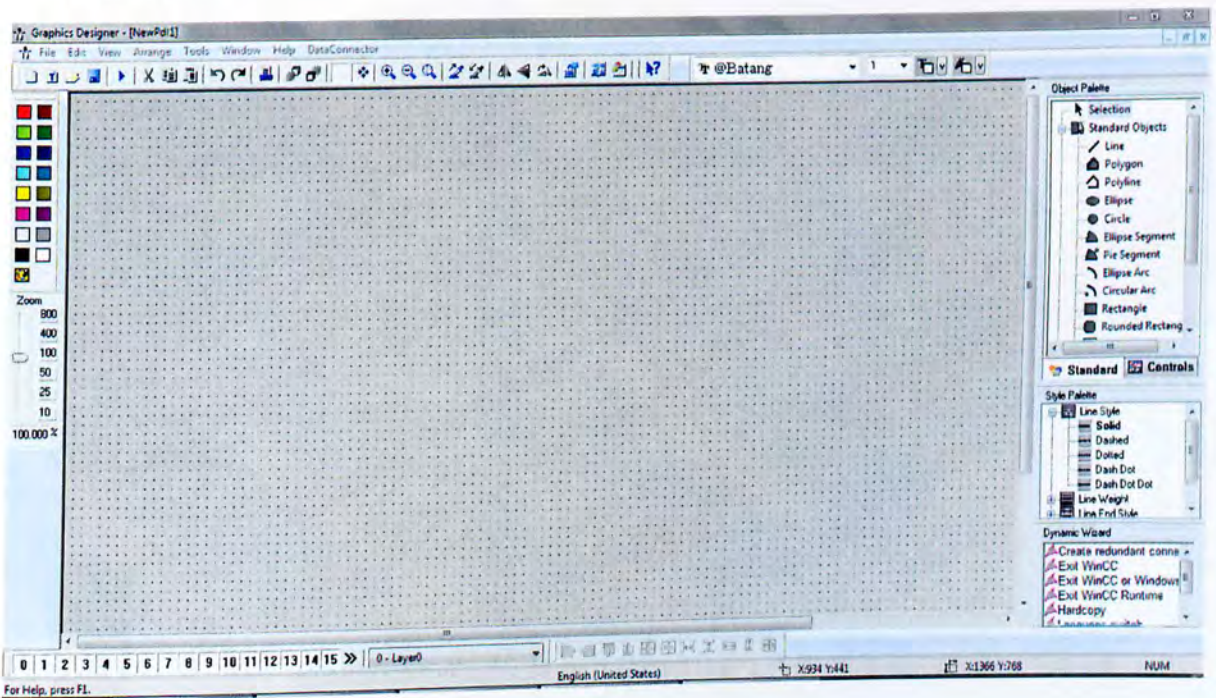 Graphics Designer - [NewPdl1]
File Edit View Arrange Tools Window Help DataConnector
@Batang 1
Object Palette
Selection
Standard Objects
Line
Polygon
Polyline
Ellipse
Circle
Ellipse Segment
Pie Segment
Ellipse Arc
Circular Arc
Rectangle
Rounded Rectang
Standard Controls
Zoom
800
400
100
50
25
10
100.000 %
Style Palette
Line Style
Solid
Dashed
Dotted
Dash Dot
Dash Dot Dot
Line Weight
Line End Style
Dynamic Wizard
Create redundant conne
Exit WinCC
Exit WinCC or Windows
Exit WinCC Runtime
Hardcopy
Language switch
0 1 2 3 4 5 6 7 8 9 10 11 12 13 14 15 0 - Layer0
For Help, press F1. English (United States) X:934 Y:441 X:1366 Y:768 NUM